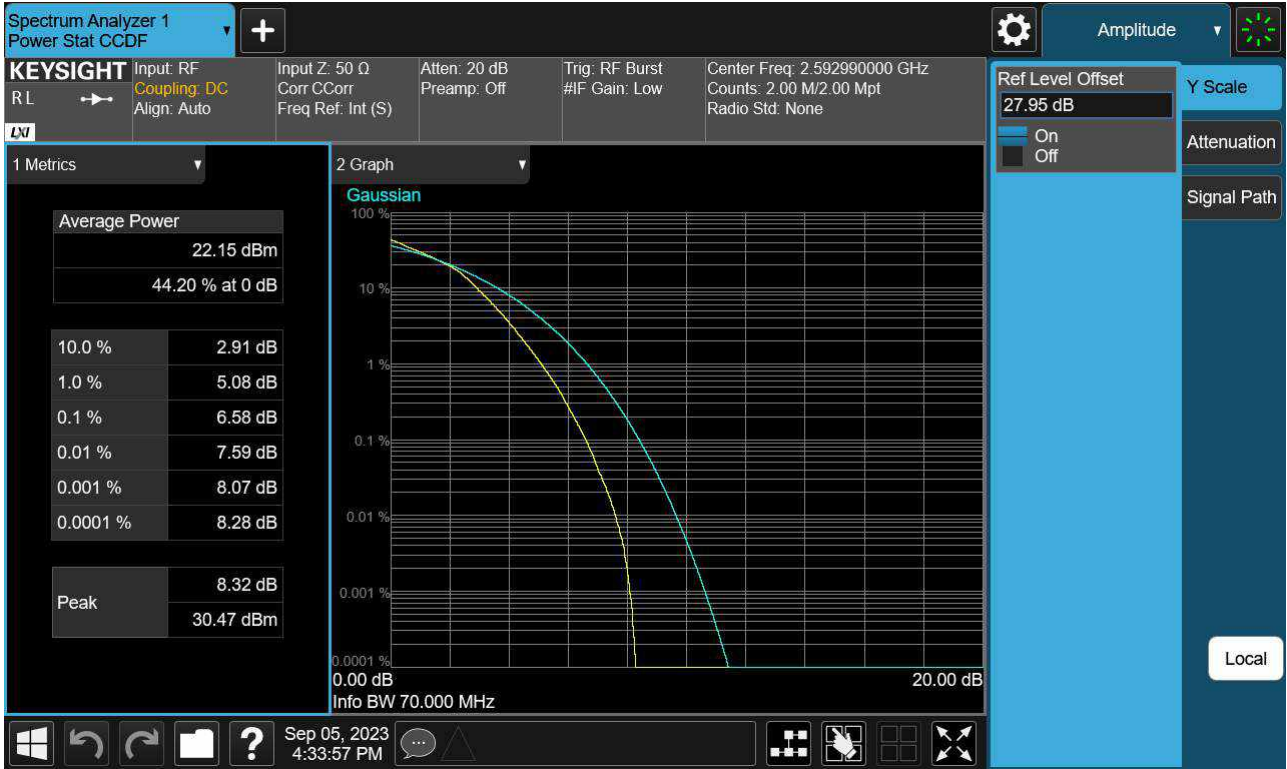 Spectrum Analyzer 1
Power Stat CCDF
Amplitude
KEYSIGHT
R L
LXI
Input: RF
Coupling: DC
Align: Auto
Input Z: 50 Ω
Corr CCorr
Freq Ref: Int (S)
Atten: 20 dB
Preamp: Off
Trig: RF Burst
#IF Gain: Low
Center Freq: 2.592990000 GHz
Counts: 2.00 M/2.00 Mpt
Radio Std: None
Ref Level Offset
27.95 dB
On
Off
Y Scale
Attenuation
Signal Path
Local
1 Metrics
Average Power
22.15 dBm
44.20 % at 0 dB
10.0 % 2.91 dB
1.0 % 5.08 dB
0.1 % 6.58 dB
0.01 % 7.59 dB
0.001 % 8.07 dB
0.0001 % 8.28 dB
Peak
8.32 dB
30.47 dBm
2 Graph
Gaussian
100 %
10 %
1 %
0.1 %
0.01 %
0.001 %
0.0001 %
0.00 dB 20.00 dB
Info BW 70.000 MHz
?
Sep 05, 2023
4:33:57 PM